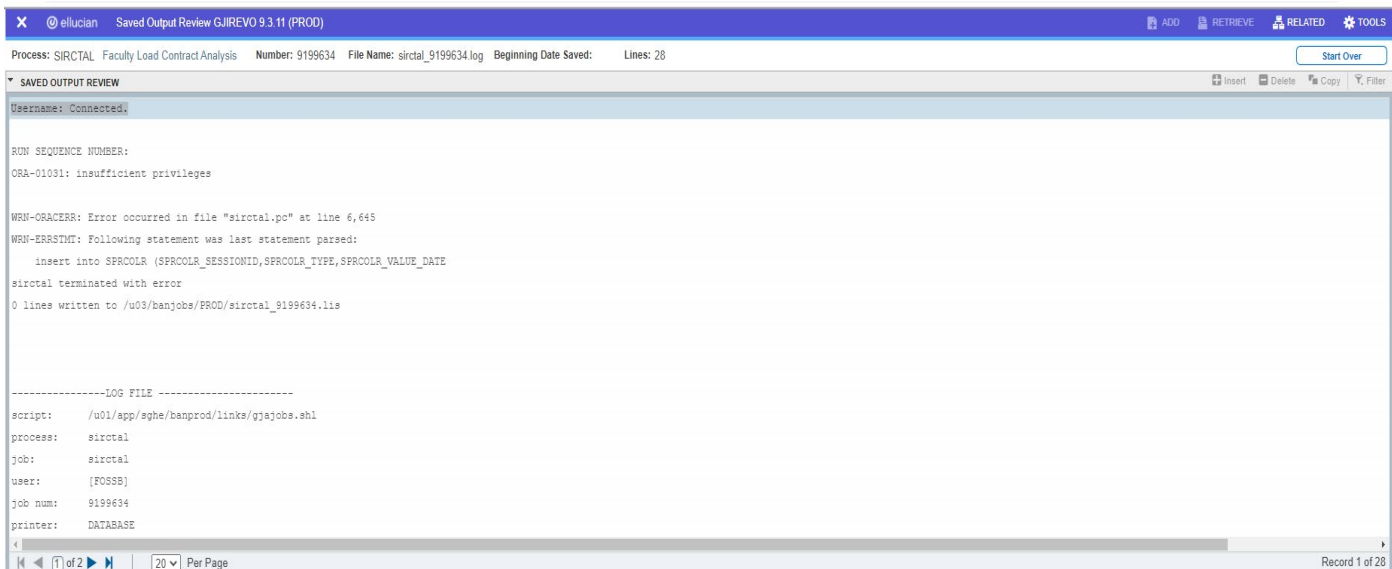 ellucian Saved Output Review GJIREVO 9.3.11 (PROD) ADD RETRIEVE RELATED TOOLS
Process: SIRCTAL Faculty Load Contract Analysis Number: 9199634 File Name: sirctal_9199634.log Beginning Date Saved: Lines: 28 Start Over
SAVED OUTPUT REVIEW Insert Delete Copy Filter
Username: Connected.
RUN SEQUENCE NUMBER:
ORA-01031: insufficient privileges
WRN-ORACERR: Error occurred in file "sirctal.pc" at line 6,645
WRN-ERRSTMT: Following statement was last statement parsed:
insert into SPRCOLR (SPRCOLR_SESSIONID,SPRCOLR_TYPE,SPRCOLR_VALUE_DATE
sirctal terminated with error
0 lines written to /u03/banjobs/PROD/sirctal_9199634.lis
----------------LOG FILE -----------------------
script: /u01/app/sghe/banprod/links/gjajobs.shl
process: sirctal
job: sirctal
user: [FOSSB]
job num: 9199634
printer: DATABASE
1 of 2 20 Per Page Record 1 of 28